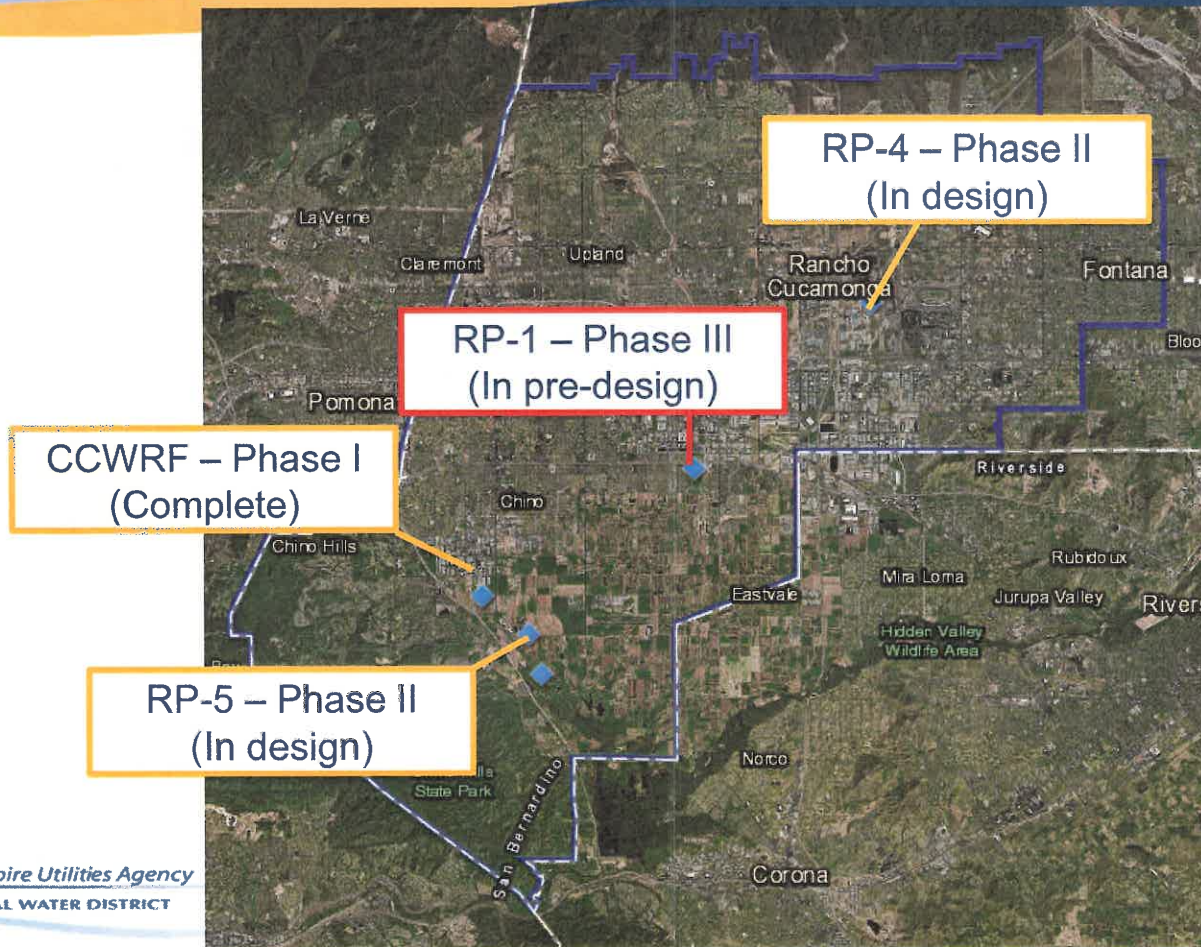 RP-4 – Phase II
(In design)
La Verne
Claremont
Upland
Rancho
Cucamonga
Fontana
RP-1 – Phase III
(In pre-design)
Bloo
Pomona
CCWRF – Phase I
(Complete)
Riverside
Chino
Chino Hills
Rubidoux
Mira Loma
Eastvale
Jurupa Valley
River
Hidden Valley
Wildlife Area
RP-5 – Phase II
(In design)
Norco
State Park
San Bernardino
Corona
pire Utilities Agency
AL WATER DISTRICT